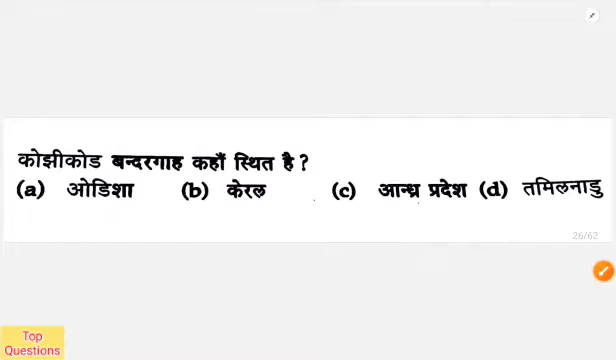 कोझीकोड बन्दरगाह कहाँ स्थित है ?
(a) ओडिशा (b) केरल (c) आन्ध्र प्रदेश (d) तमिलनाडु
26/62
Top
Questions